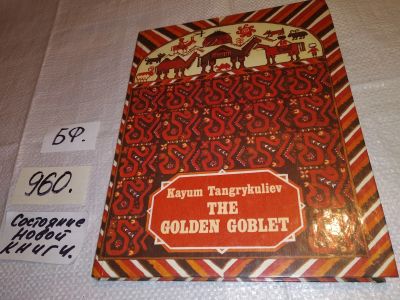 БФ.
960.
Состояние
новой
книги.
Kayum Tangrykuliev
THE
GOLDEN GOBLET